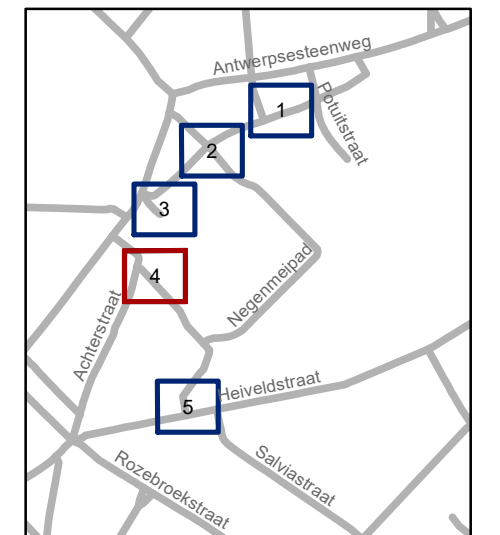 Antwerpsesteenweg
1
Potuitstraat
2
3
Negenmeipad
4
Achterstraat
Heiveldstraat
5
Salviastraat
Rozebroekstraat